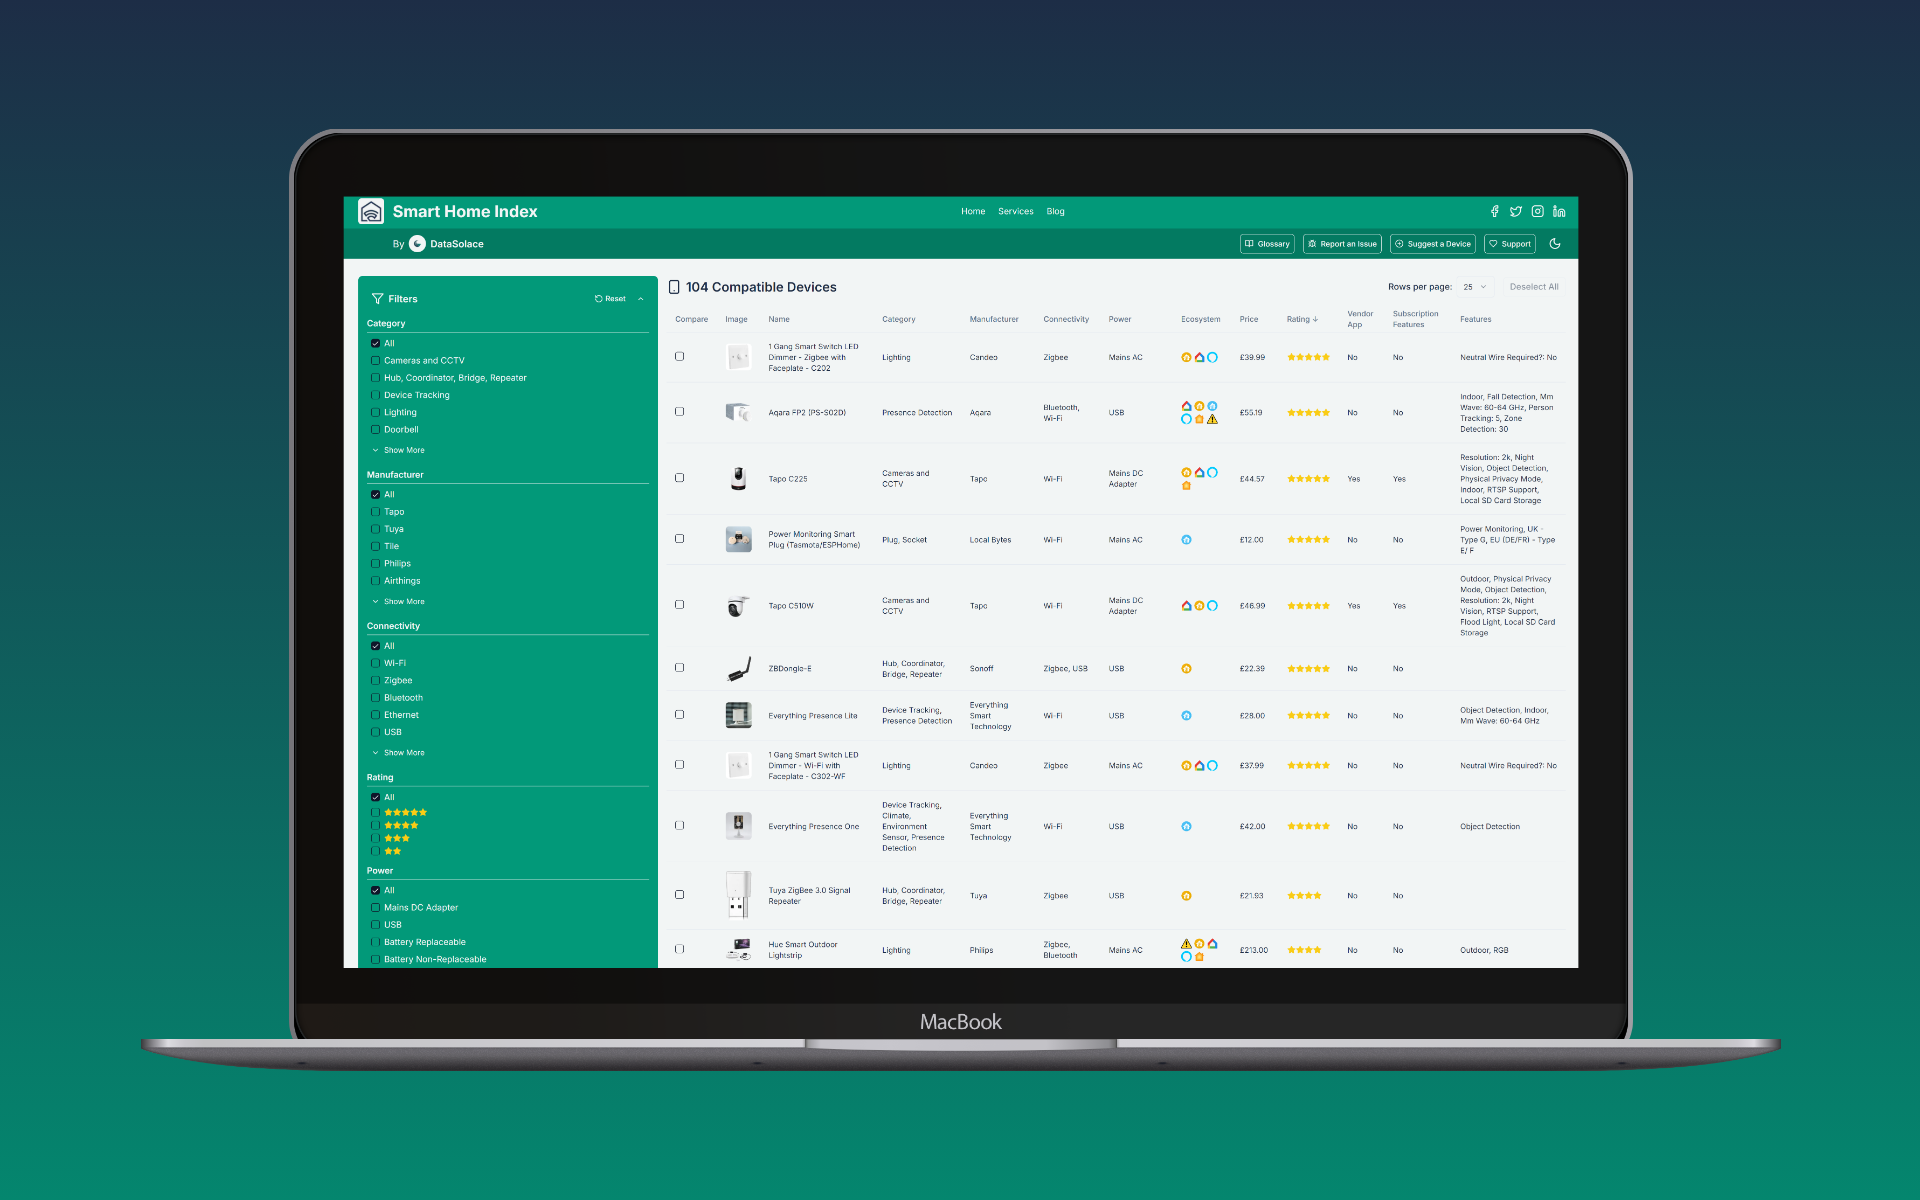 Smart Home Index
Home Services Blog
By DataSolace
Glossary Report an Issue Suggest a Device Support
Filters Reset
Category
All
Cameras and CCTV
Hub, Coordinator, Bridge, Repeater
Device Tracking
Lighting
Doorbell
Show More
Manufacturer
All
Tapo
Tuya
Tile
Philips
Airthings
Show More
Connectivity
All
Wi-Fi
Zigbee
Bluetooth
Ethernet
USB
Show More
Rating
All
Power
All
Mains DC Adapter
USB
Battery Replaceable
Battery Non-Replaceable
104 Compatible Devices
Rows per page: 25 Deselect All
Compare Image Name Category Manufacturer Connectivity Power Ecosystem Price Rating ↓ Vendor App Subscription Features Features
1 Gang Smart Switch LED
Dimmer - Zigbee with
Faceplate - C202
Lighting Candeo Zigbee Mains AC £39.99 No No Neutral Wire Required?: No
Aqara FP2 (PS-S02D) Presence Detection Aqara
Bluetooth,
Wi-Fi
USB £55.19 No No
Indoor, Fall Detection, Mm
Wave: 60-64 GHz, Person
Tracking: 5, Zone
Detection: 30
Tapo C225
Cameras and
CCTV
Tapo Wi-Fi
Mains DC
Adapter
£44.57 Yes Yes
Resolution: 2k, Night
Vision, Object Detection,
Physical Privacy Mode,
Indoor, RTSP Support,
Local SD Card Storage
Power Monitoring Smart
Plug (Tasmota/ESPHome)
Plug, Socket Local Bytes Wi-Fi Mains AC £12.00 No No
Power Monitoring, UK -
Type G, EU (DE/FR) - Type
E/ F
Tapo C510W
Cameras and
CCTV
Tapo Wi-Fi
Mains DC
Adapter
£46.99 Yes Yes
Outdoor, Physical Privacy
Mode, Object Detection,
Resolution: 2k, Night
Vision, RTSP Support,
Flood Light, Local SD Card
Storage
ZBDongle-E
Hub, Coordinator,
Bridge, Repeater
Sonoff Zigbee, USB USB £22.39 No No
Everything Presence Lite
Device Tracking,
Presence Detection
Everything
Smart
Technology
Wi-Fi USB £28.00 No No
Object Detection, Indoor,
Mm Wave: 60-64 GHz
1 Gang Smart Switch LED
Dimmer - Wi-Fi with
Faceplate - C302-WF
Lighting Candeo Zigbee Mains AC £37.99 No No Neutral Wire Required?: No
Everything Presence One
Device Tracking,
Climate,
Environment
Sensor, Presence
Detection
Everything
Smart
Technology
Wi-Fi USB £42.00 No No Object Detection
Tuya ZigBee 3.0 Signal
Repeater
Hub, Coordinator,
Bridge, Repeater
Tuya Zigbee USB £21.93 No No
Hue Smart Outdoor
Lightstrip
Lighting Philips
Zigbee,
Bluetooth
Mains AC £213.00 No No Outdoor, RGB
MacBook